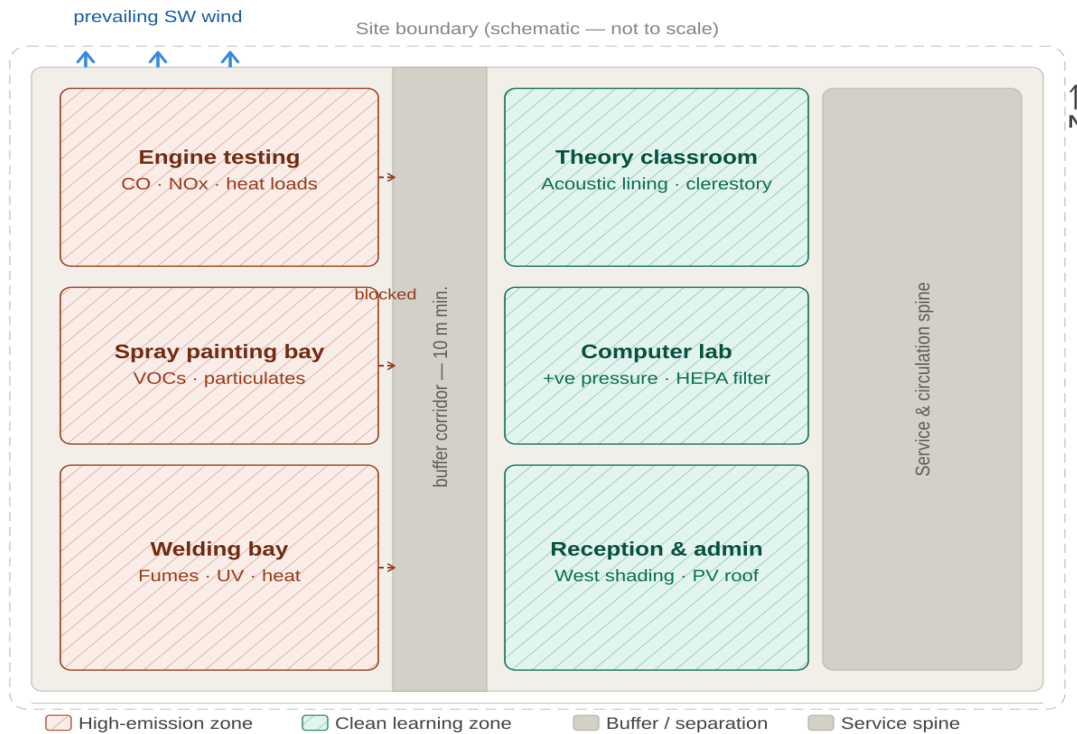 prevailing SW wind
Site boundary (schematic — not to scale)
N
Engine testing
CO · NOx · heat loads
Theory classroom
Acoustic lining · clerestory
blocked
Spray painting bay
VOCs · particulates
buffer corridor — 10 m min.
Computer lab
+ve pressure · HEPA filter
Service & circulation spine
Welding bay
Fumes · UV · heat
Reception & admin
West shading · PV roof
High-emission zone
Clean learning zone
Buffer / separation
Service spine